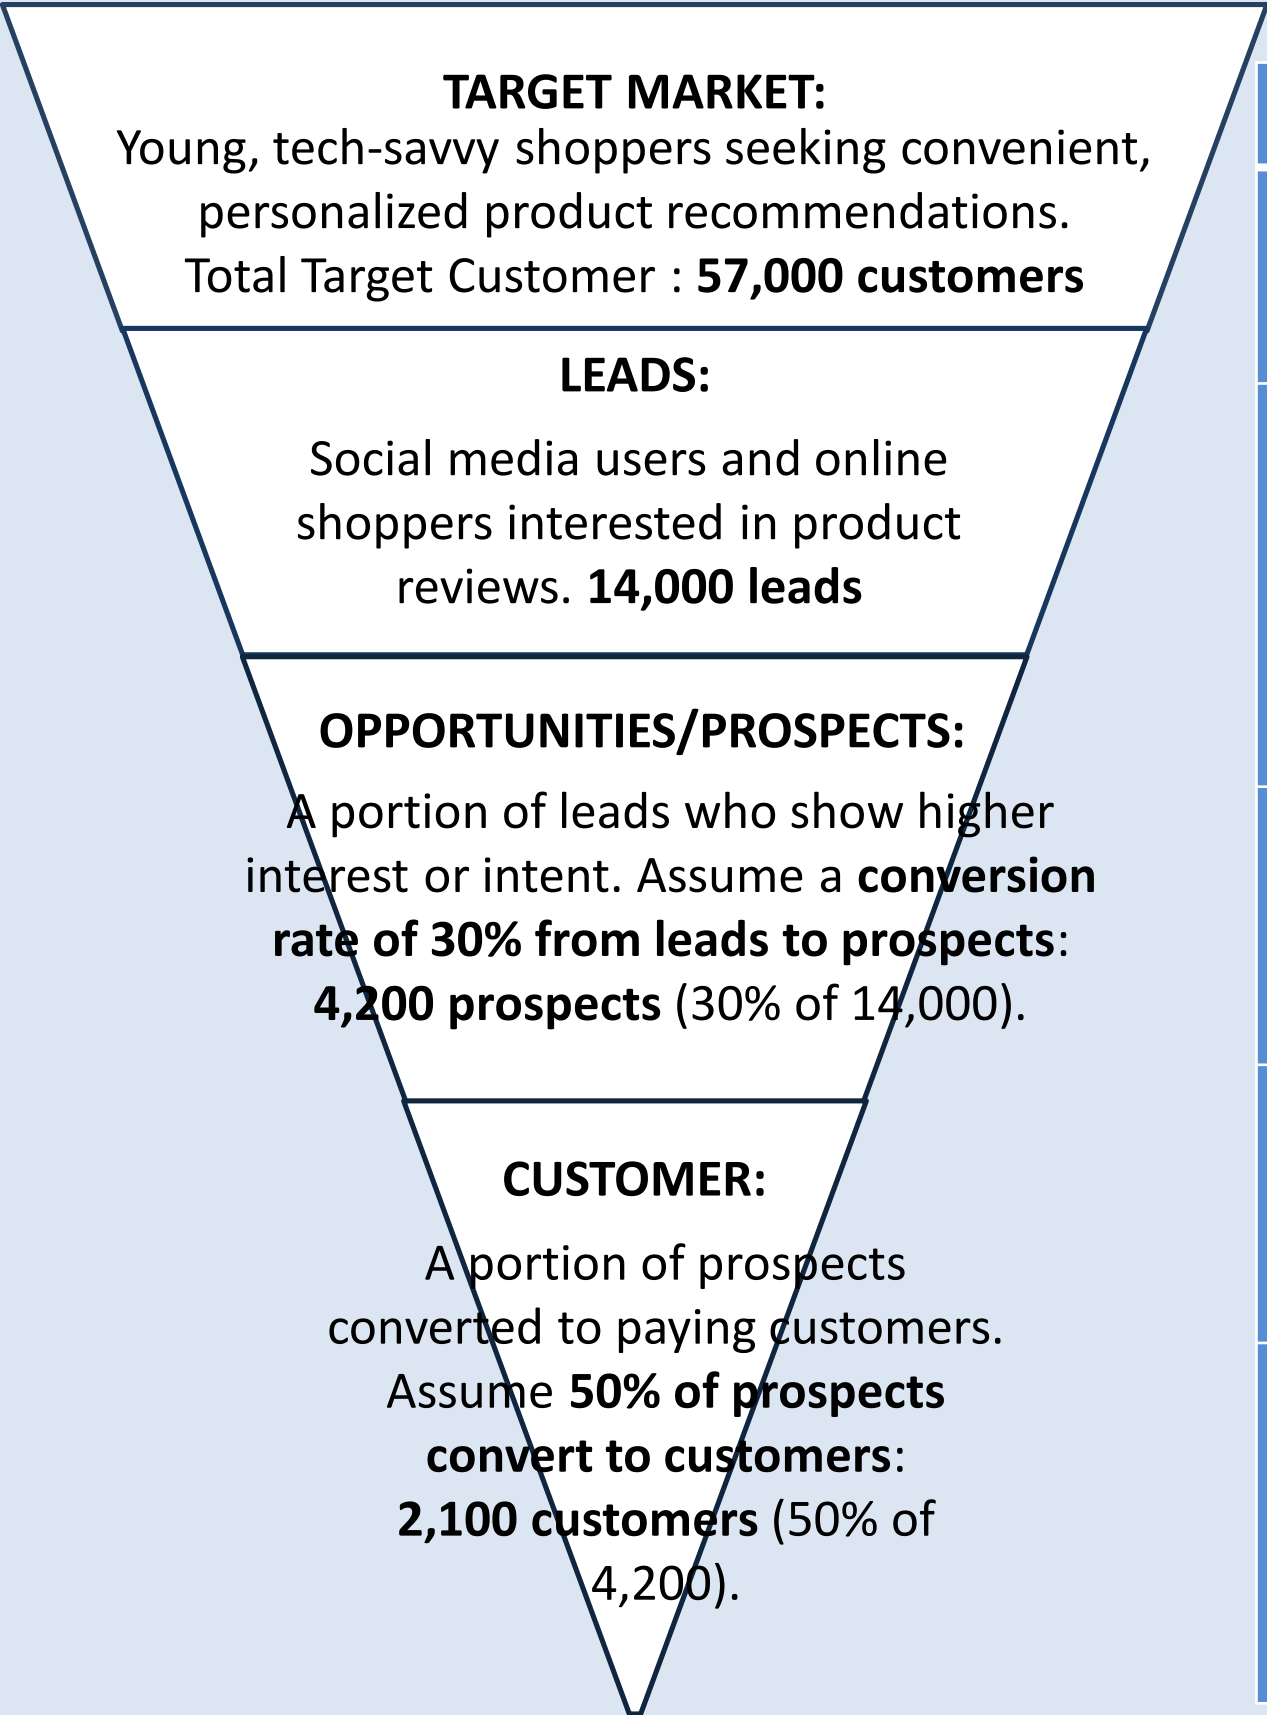 TARGET MARKET:
Young, tech-savvy shoppers seeking convenient,
personalized product recommendations.
Total Target Customer : 57,000 customers
LEADS:
Social media users and online
shoppers interested in product
reviews. 14,000 leads
OPPORTUNITIES/PROSPECTS:
A portion of leads who show higher
interest or intent. Assume a conversion
rate of 30% from leads to prospects:
4,200 prospects (30% of 14,000).
CUSTOMER:
A portion of prospects
converted to paying customers.
Assume 50% of prospects
convert to customers:
2,100 customers (50% of
4,200).